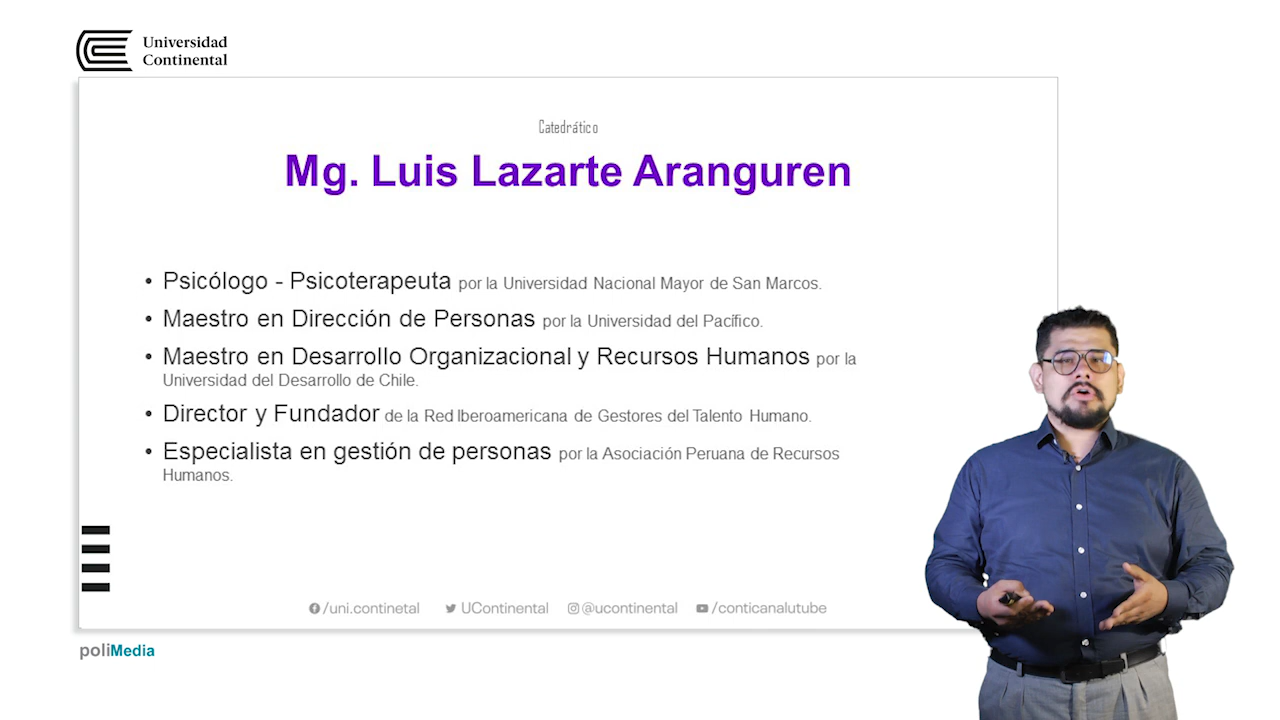 Universidad
Continental
Catedrático
Mg. Luis Lazarte Aranguren
• Psicólogo - Psicoterapeuta por la Universidad Nacional Mayor de San Marcos.
• Maestro en Dirección de Personas por la Universidad del Pacífico.
• Maestro en Desarrollo Organizacional y Recursos Humanos por la
Universidad del Desarrollo de Chile.
• Director y Fundador de la Red Iberoamericana de Gestores del Talento Humano.
• Especialista en gestión de personas por la Asociación Peruana de Recursos
Humanos.
/uni.continetal UContinental @ucontinental /conticanalutube
poliMedia